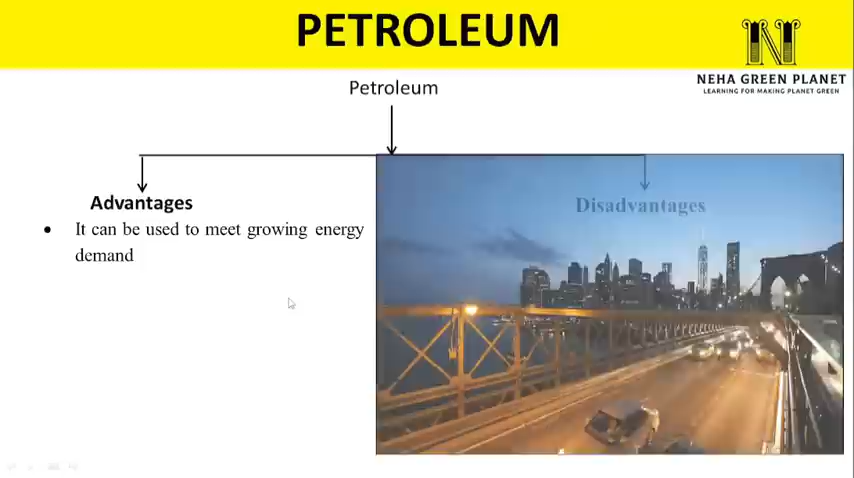 PETROLEUM
NEHA GREEN PLANET
LEARNING FOR MAKING PLANET GREEN
Petroleum
Advantages
• It can be used to meet growing energy
demand
Disadvantages